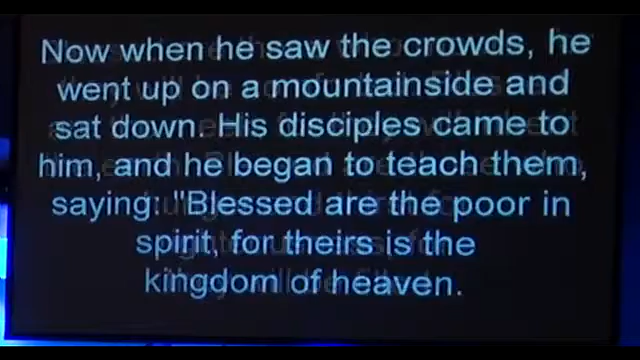 Now when he saw the crowds, he
went up on a mountainside and
sat down. His disciples came to
him, and he began to teach them,
saying: "Blessed are the poor in
spirit, for theirs is the
kingdom of heaven.